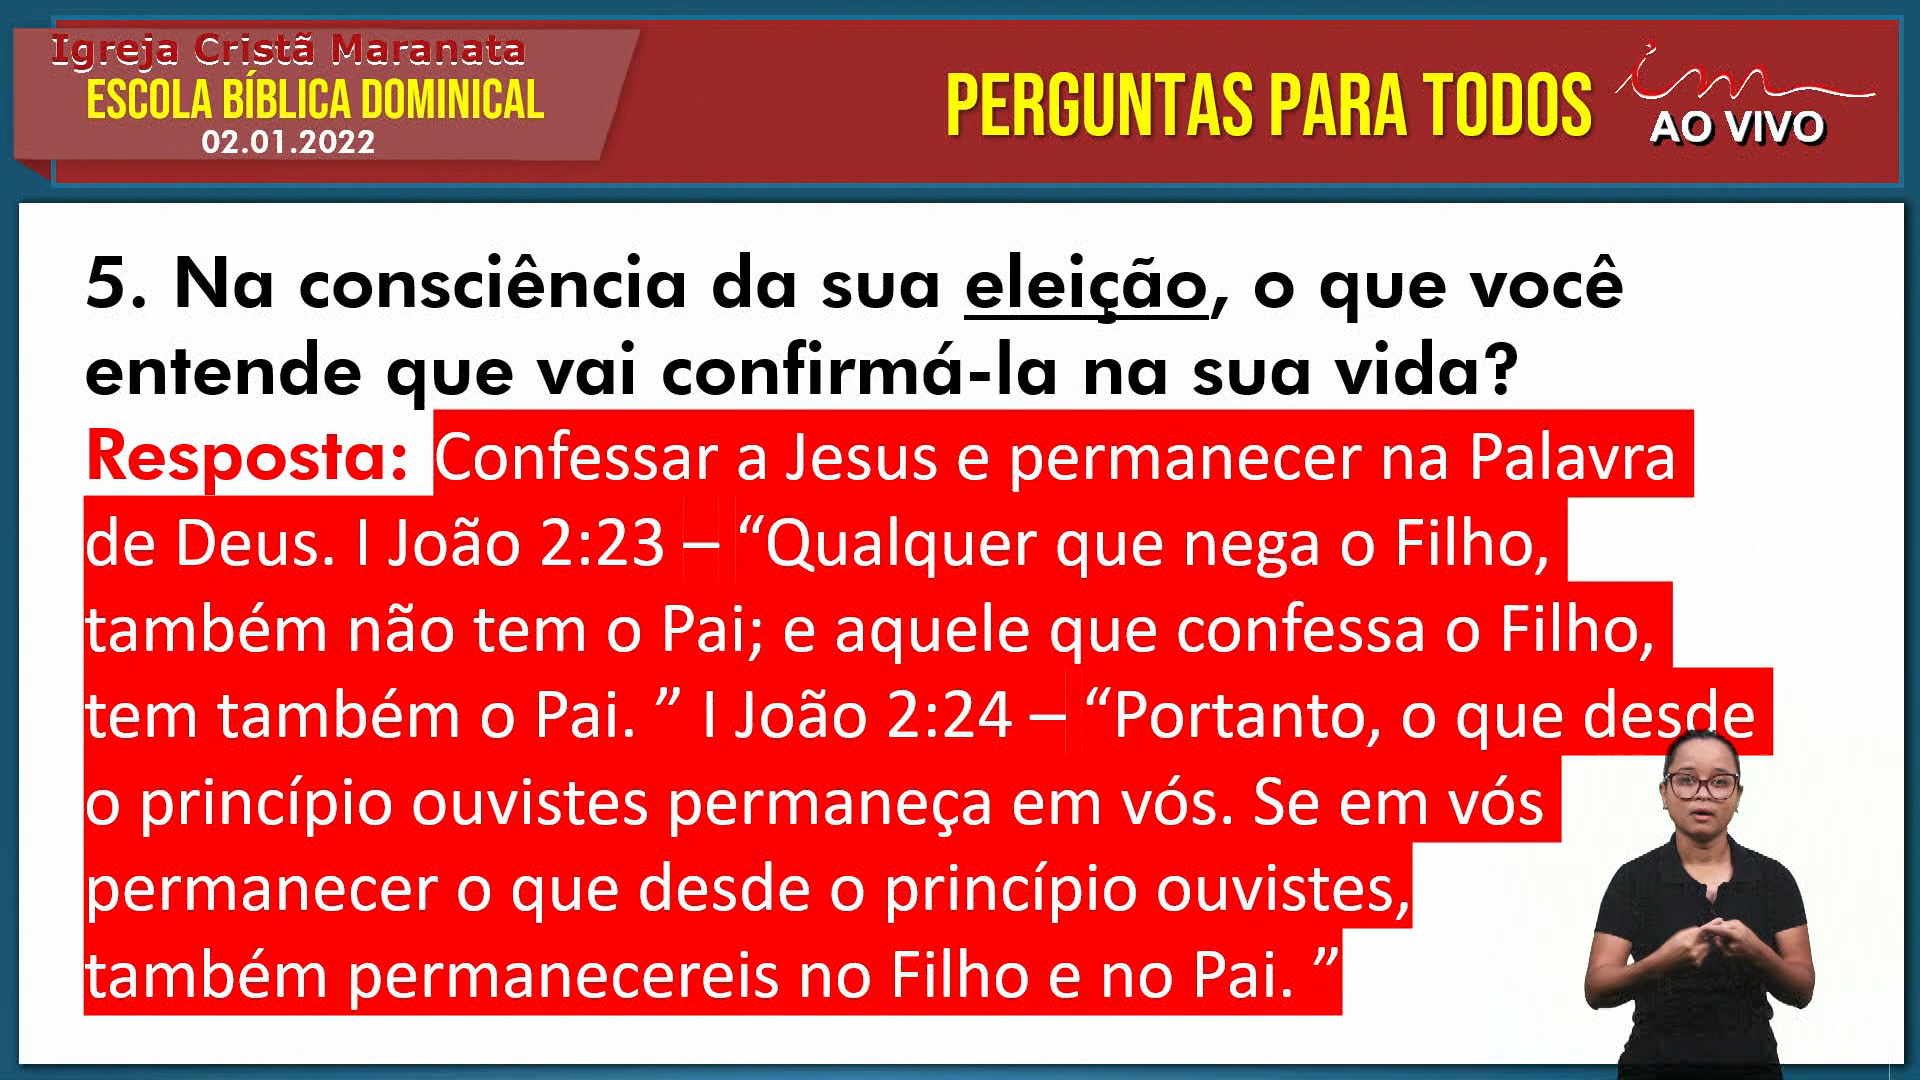 Igreja Cristã Maranata
ESCOLA BÍBLICA DOMINICAL
02.01.2022
PERGUNTAS PARA TODOS
im
AO VIVO
5. Na consciência da sua eleição, o que você
entende que vai confirmá-la na sua vida?
Resposta: Confessar a Jesus e permanecer na Palavra
de Deus. I João 2:23 – “Qualquer que nega o Filho,
também não tem o Pai; e aquele que confessa o Filho,
tem também o Pai. ” I João 2:24 – “Portanto, o que desde
o princípio ouvistes permaneça em vós. Se em vós
permanecer o que desde o princípio ouvistes,
também permanecereis no Filho e no Pai. ”